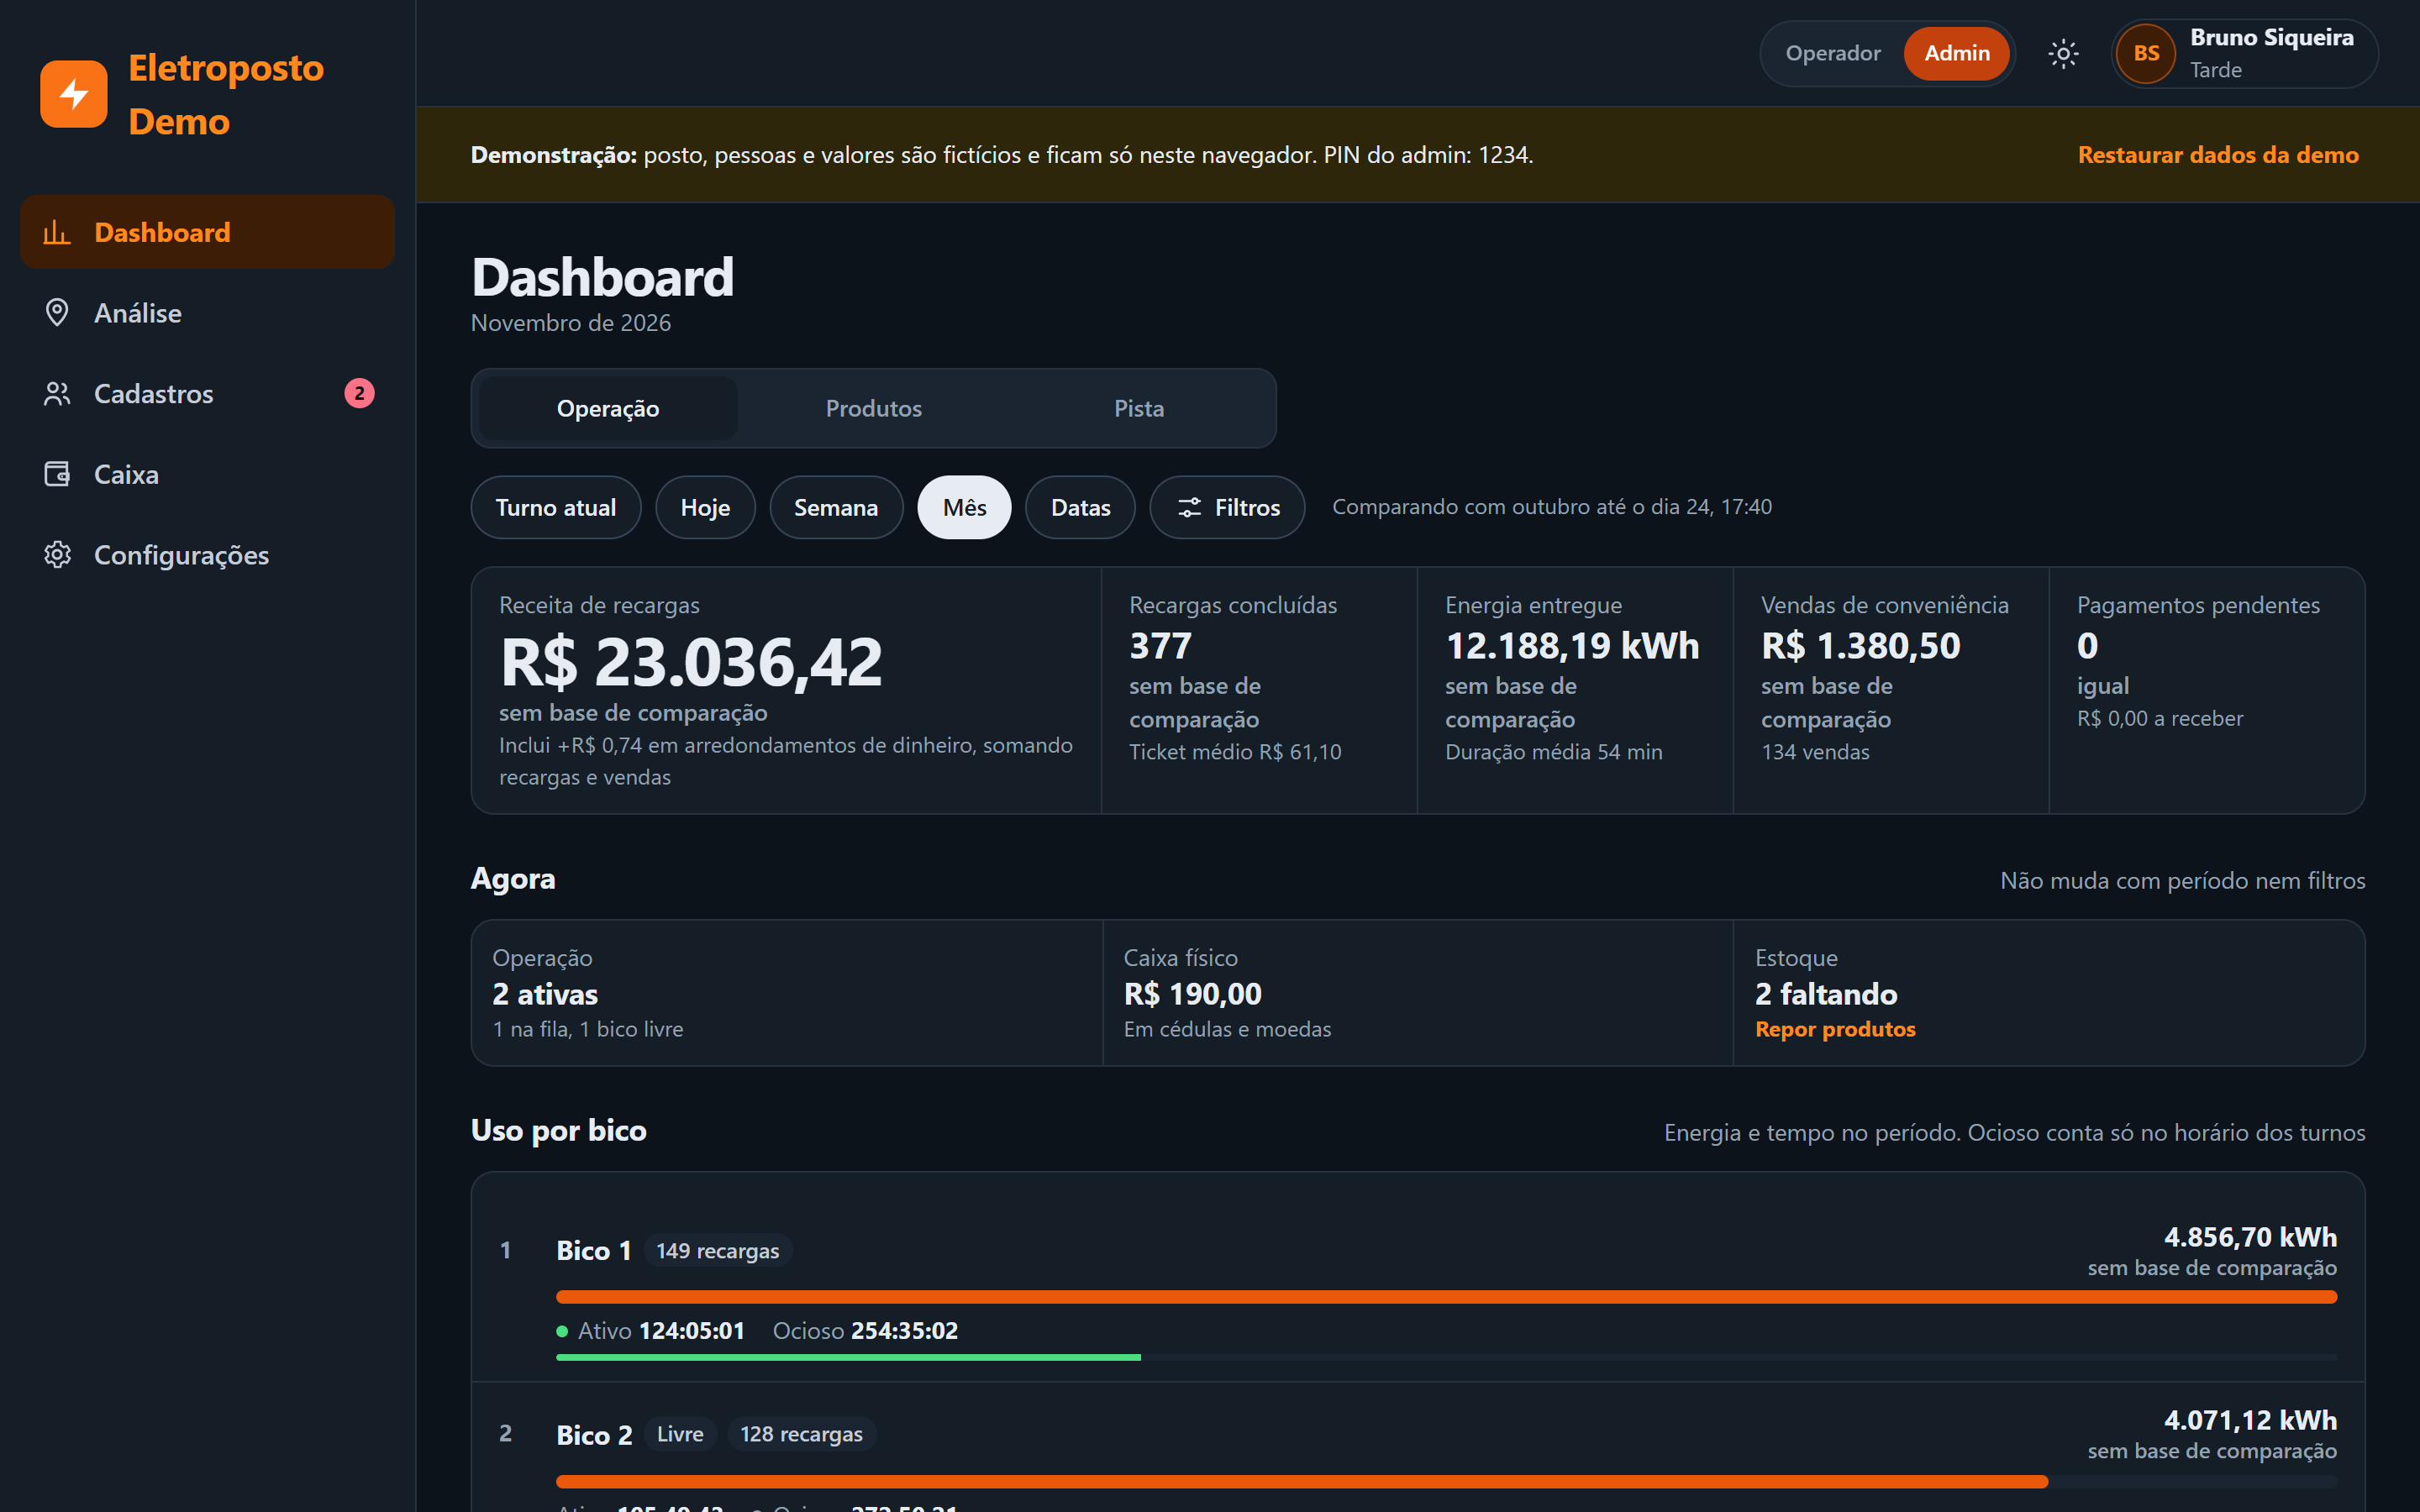 Eletroposto
Demo
Dashboard
Análise
Cadastros
2
Caixa
Configurações
Operador
Admin
BS
Bruno Siqueira
Tarde
Demonstração: posto, pessoas e valores são fictícios e ficam só neste navegador. PIN do admin: 1234.
Restaurar dados da demo
Dashboard
Novembro de 2026
Operação
Produtos
Pista
Turno atual
Hoje
Semana
Mês
Datas
Filtros
Comparando com outubro até o dia 24, 17:40
Receita de recargas
R$ 23.036,42
sem base de comparação
Inclui +R$ 0,74 em arredondamentos de dinheiro, somando
recargas e vendas
Recargas concluídas
377
sem base de
comparação
Ticket médio R$ 61,10
Energia entregue
12.188,19 kWh
sem base de
comparação
Duração média 54 min
Vendas de conveniência
R$ 1.380,50
sem base de
comparação
134 vendas
Pagamentos pendentes
0
igual
R$ 0,00 a receber
Agora
Não muda com período nem filtros
Operação
2 ativas
1 na fila, 1 bico livre
Caixa físico
R$ 190,00
Em cédulas e moedas
Estoque
2 faltando
Repor produtos
Uso por bico
Energia e tempo no período. Ocioso conta só no horário dos turnos
1
Bico 1
149 recargas
4.856,70 kWh
sem base de comparação
Ativo 124:05:01
Ocioso 254:35:02
2
Bico 2
Livre
128 recargas
4.071,12 kWh
sem base de comparação